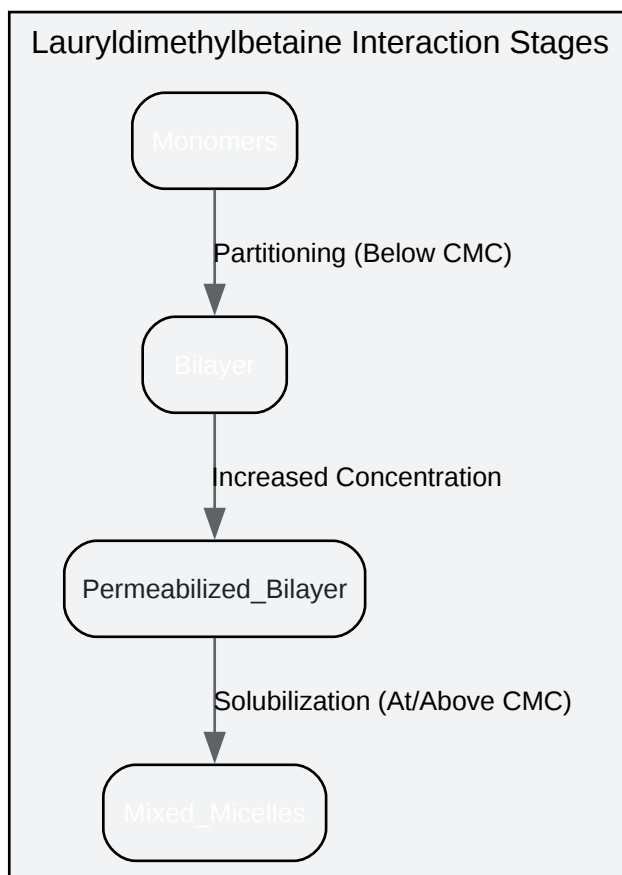 Lauryldimethylbetaine Interaction Stages
Monomers
Partitioning (Below CMC)
Bilayer
Increased Concentration
Permeabilized_Bilayer
Solubilization (At/Above CMC)
Mixed_Micelles